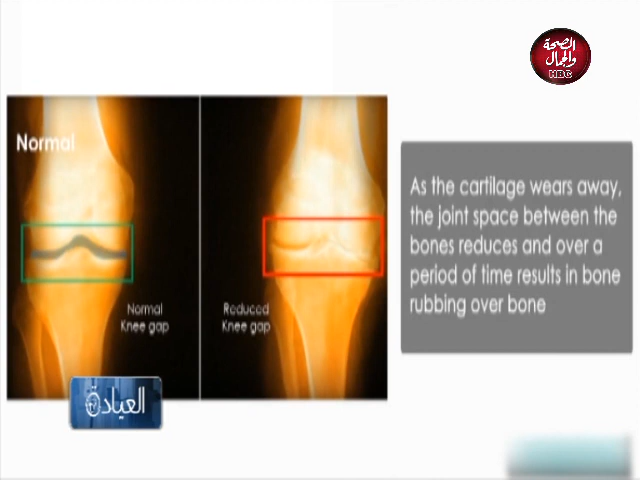 الصحة
والجمال
HBC
Normal
Normal
Knee gap
Reduced
Knee gap
As the cartilage wears away,
the joint space between the
bones reduces and over a
period of time results in bone
rubbing over bone
العيادة